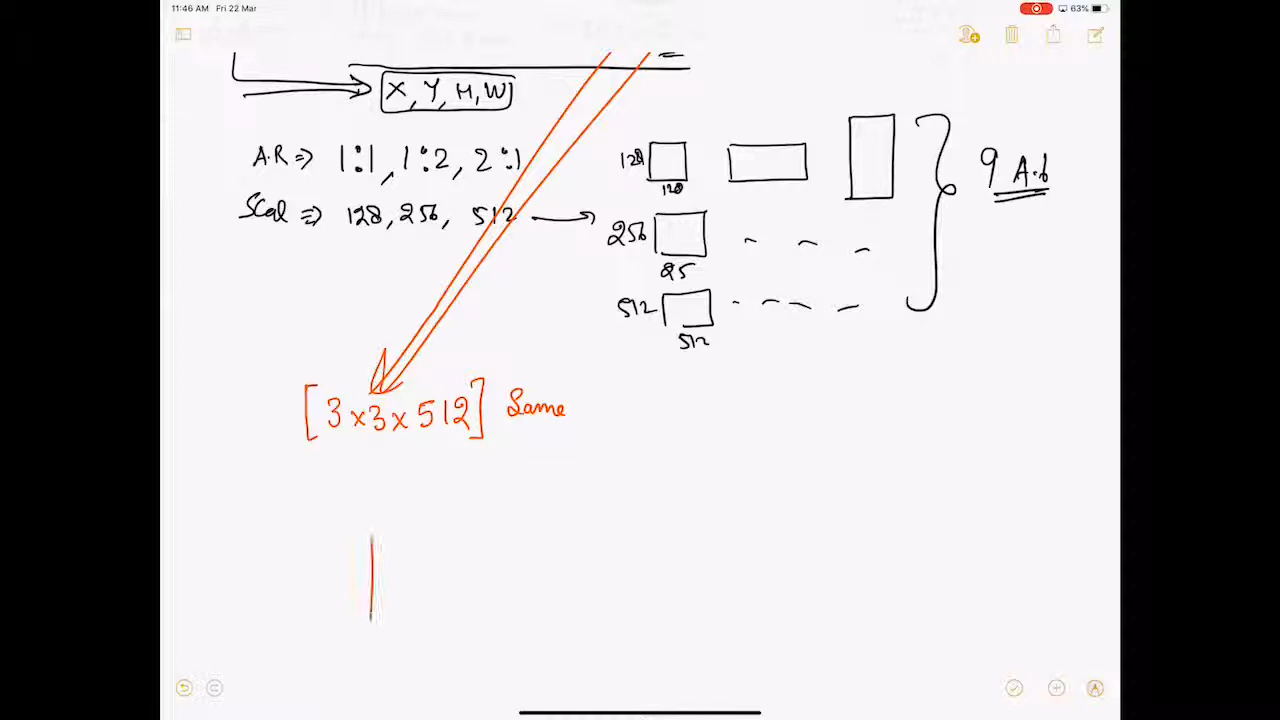 11:46 AM Fri 22 Mar
63%
X, Y, H, W
A.R ⇒ 1:1, 1:2, 2:1
Scal ⇒ 128, 256, 512
128
128
256
25
512
512
9 A.b
[3x3x512] Same